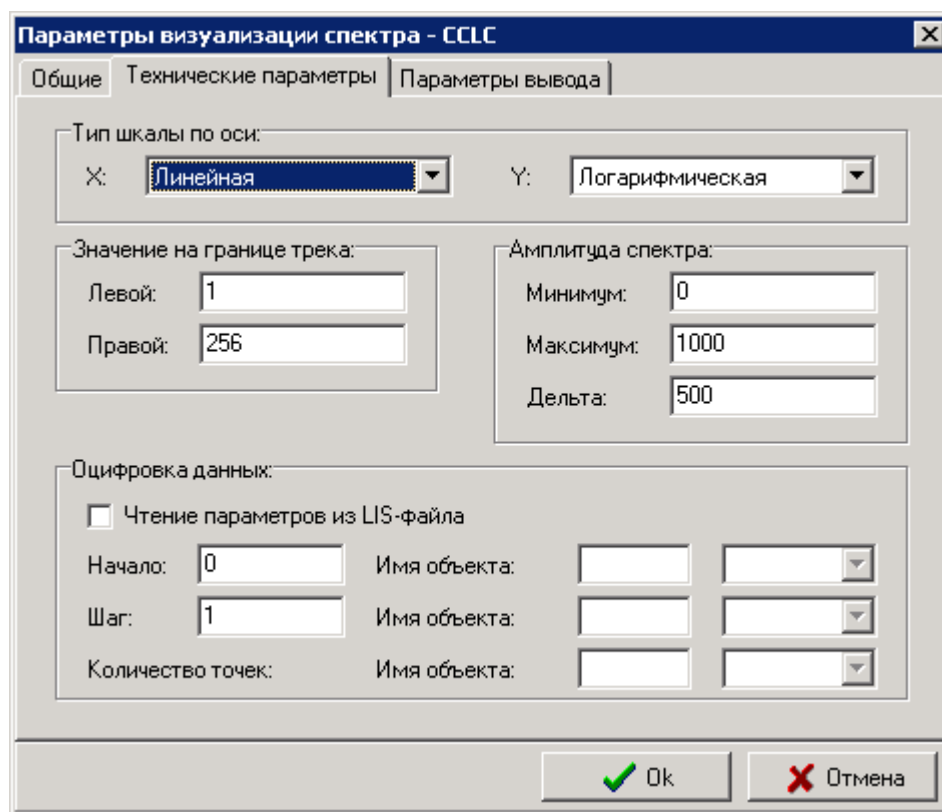 Параметры визуализации спектра - CCLC
Общие Технические параметры Параметры вывода
Тип шкалы по оси:
X: Линейная Y: Логарифмическая
Значение на границе трека: Амплитуда спектра:
Левой: 1 Минимум: 0
Правой: 256 Максимум: 1000
Дельта: 500
Оцифровка данных:
Чтение параметров из LIS-файла
Начало: 0 Имя объекта:
Шаг: 1 Имя объекта:
Количество точек: Имя объекта:
Ok Отмена